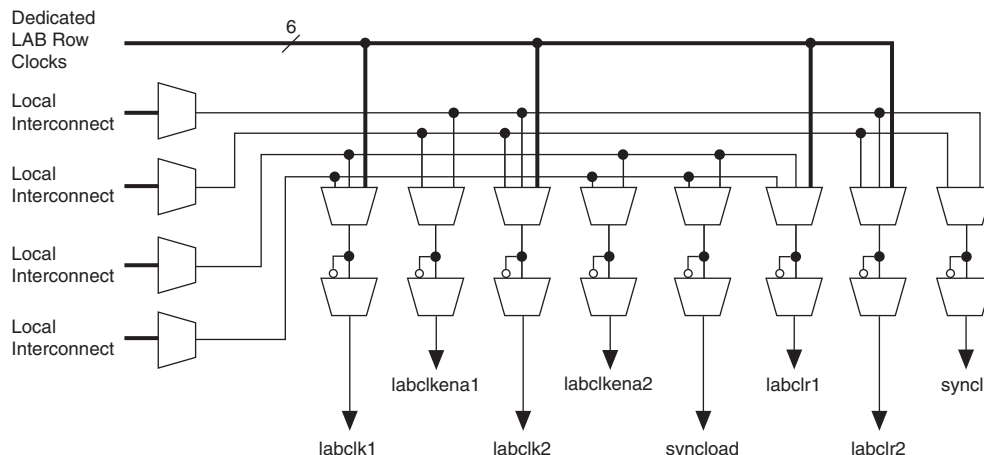 Dedicated
LAB Row
Clocks
6
Local
Interconnect
Local
Interconnect
Local
Interconnect
Local
Interconnect
labclkena1
labclkena2
labclr1
syncl
labclk1
labclk2
syncload
labclr2